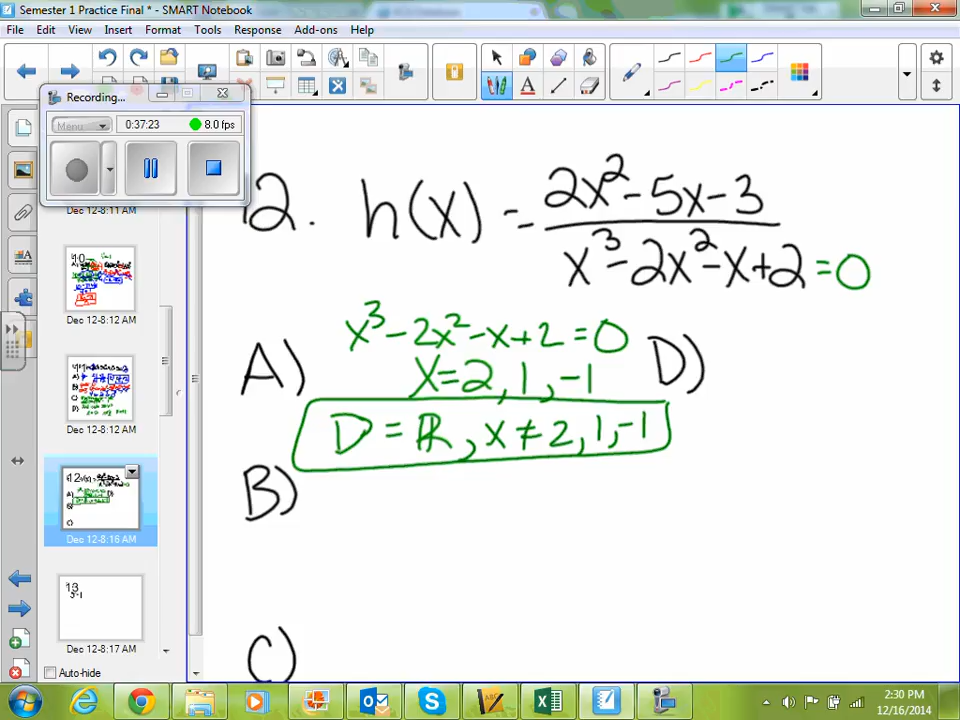 Semester 1 Practice Final * - SMART Notebook
File Edit View Insert Format Tools Response Add-ons Help
Recording...
Menu 0:37:23 8.0 fps
Dec 12-8:11 AM
Dec 12-8:12 AM
Dec 12-8:12 AM
Dec 12-8:16 AM
13
Dec 12-8:17 AM
Auto-hide
12. h(x) = (2x²-5x-3)/(x³-2x²-x+2) =0
x³-2x²-x+2=0
A) x=2,1,-1 D)
D=ℝ, x≠2,1,-1
B)
C)
2:30 PM
12/16/2014